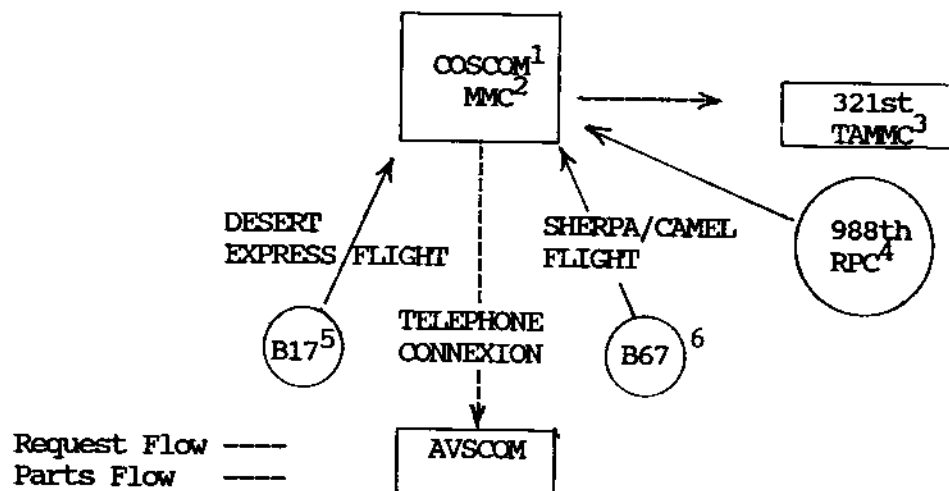 COSCOM¹
MMC²
321st
TAMMC³
988th
RPC⁴
DESERT
EXPRESS FLIGHT
SHERPA/CAMEL
FLIGHT
B17⁵
TELEPHONE
CONNEXION
B67 ⁶
AVSCOM
Request Flow ----
Parts Flow ----